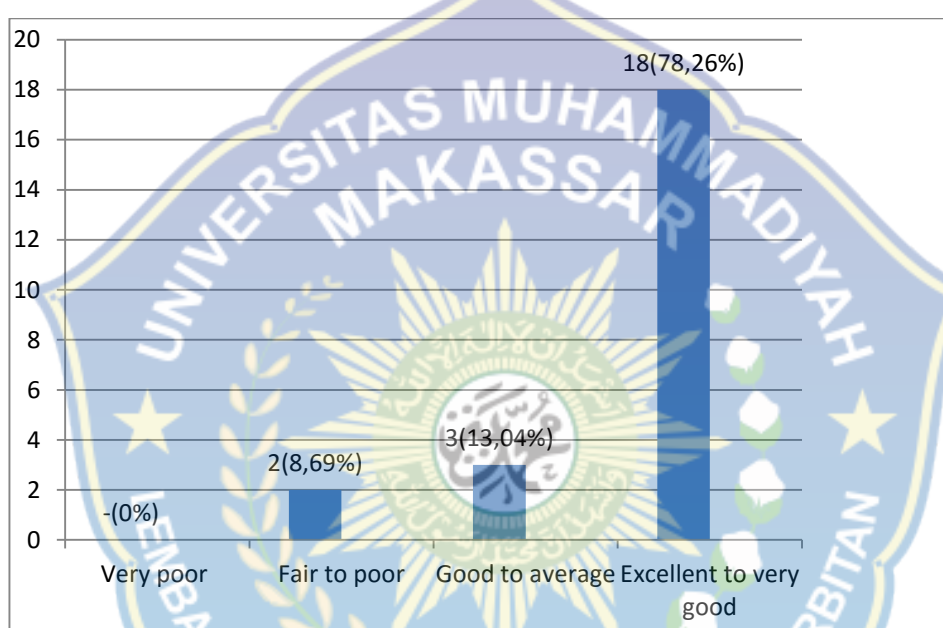 20
18
16
14
12
10
8
6
4
2
0
-(0%)
2(8,69%)
3(13,04%)
18(78,26%)
Very poor
Fair to poor
Good to average
Excellent to very
good
UNIVERSITAS MUHAMMADIYAH
MAKASSAR